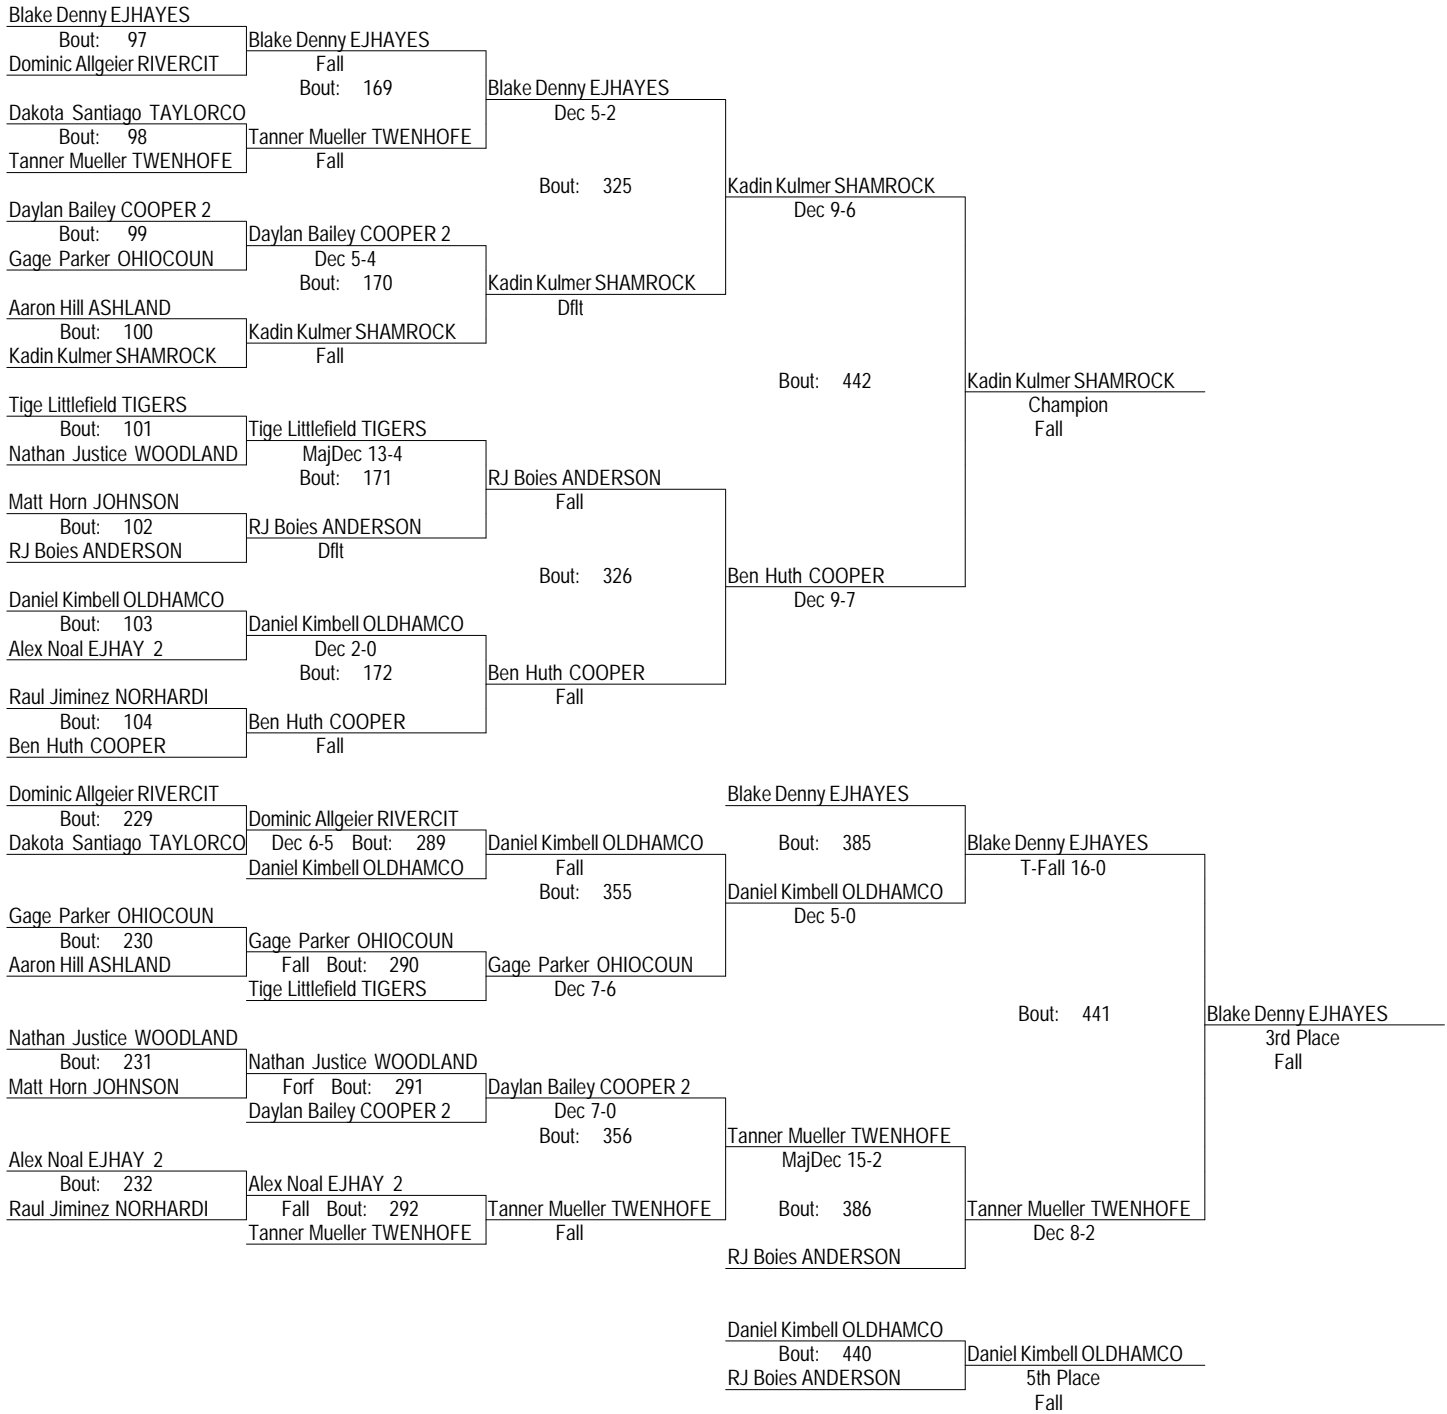 Blake Denny EJHAYES
Bout: 97
Blake Denny EJHAYES
Dominic Allgeier RIVERCIT
Fall
Bout: 169
Blake Denny EJHAYES
Dakota Santiago TAYLORCO
Dec 5-2
Bout: 98
Tanner Mueller TWENHOFE
Tanner Mueller TWENHOFE
Fall
Bout: 325
Kadin Kulmer SHAMROCK
Daylan Bailey COOPER 2
Dec 9-6
Bout: 99
Daylan Bailey COOPER 2
Gage Parker OHIOCOUN
Dec 5-4
Bout: 170
Kadin Kulmer SHAMROCK
Aaron Hill ASHLAND
Dflt
Bout: 100
Kadin Kulmer SHAMROCK
Kadin Kulmer SHAMROCK
Fall
Bout: 442
Kadin Kulmer SHAMROCK
Tige Littlefield TIGERS
Champion
Bout: 101
Tige Littlefield TIGERS
Fall
Nathan Justice WOODLAND
MajDec 13-4
Bout: 171
RJ Boies ANDERSON
Matt Horn JOHNSON
Fall
Bout: 102
RJ Boies ANDERSON
RJ Boies ANDERSON
Dflt
Bout: 326
Ben Huth COOPER
Daniel Kimbell OLDHAMCO
Dec 9-7
Bout: 103
Daniel Kimbell OLDHAMCO
Alex Noal EJHAY 2
Dec 2-0
Bout: 172
Ben Huth COOPER
Raul Jiminez NORHARDI
Fall
Bout: 104
Ben Huth COOPER
Ben Huth COOPER
Fall
Dominic Allgeier RIVERCIT
Blake Denny EJHAYES
Bout: 229
Dominic Allgeier RIVERCIT
Dakota Santiago TAYLORCO
Dec 6-5 Bout: 289
Daniel Kimbell OLDHAMCO
Bout: 385
Blake Denny EJHAYES
Daniel Kimbell OLDHAMCO
Fall
T-Fall 16-0
Bout: 355
Daniel Kimbell OLDHAMCO
Gage Parker OHIOCOUN
Dec 5-0
Bout: 230
Gage Parker OHIOCOUN
Aaron Hill ASHLAND
Fall Bout: 290
Gage Parker OHIOCOUN
Tige Littlefield TIGERS
Dec 7-6
Bout: 441
Blake Denny EJHAYES
Nathan Justice WOODLAND
3rd Place
Bout: 231
Nathan Justice WOODLAND
Fall
Matt Horn JOHNSON
Forf Bout: 291
Daylan Bailey COOPER 2
Daylan Bailey COOPER 2
Dec 7-0
Bout: 356
Tanner Mueller TWENHOFE
Alex Noal EJHAY 2
MajDec 15-2
Bout: 232
Alex Noal EJHAY 2
Raul Jiminez NORHARDI
Fall Bout: 292
Tanner Mueller TWENHOFE
Bout: 386
Tanner Mueller TWENHOFE
Tanner Mueller TWENHOFE
Fall
Dec 8-2
RJ Boies ANDERSON
Daniel Kimbell OLDHAMCO
Bout: 440
Daniel Kimbell OLDHAMCO
RJ Boies ANDERSON
5th Place
Fall